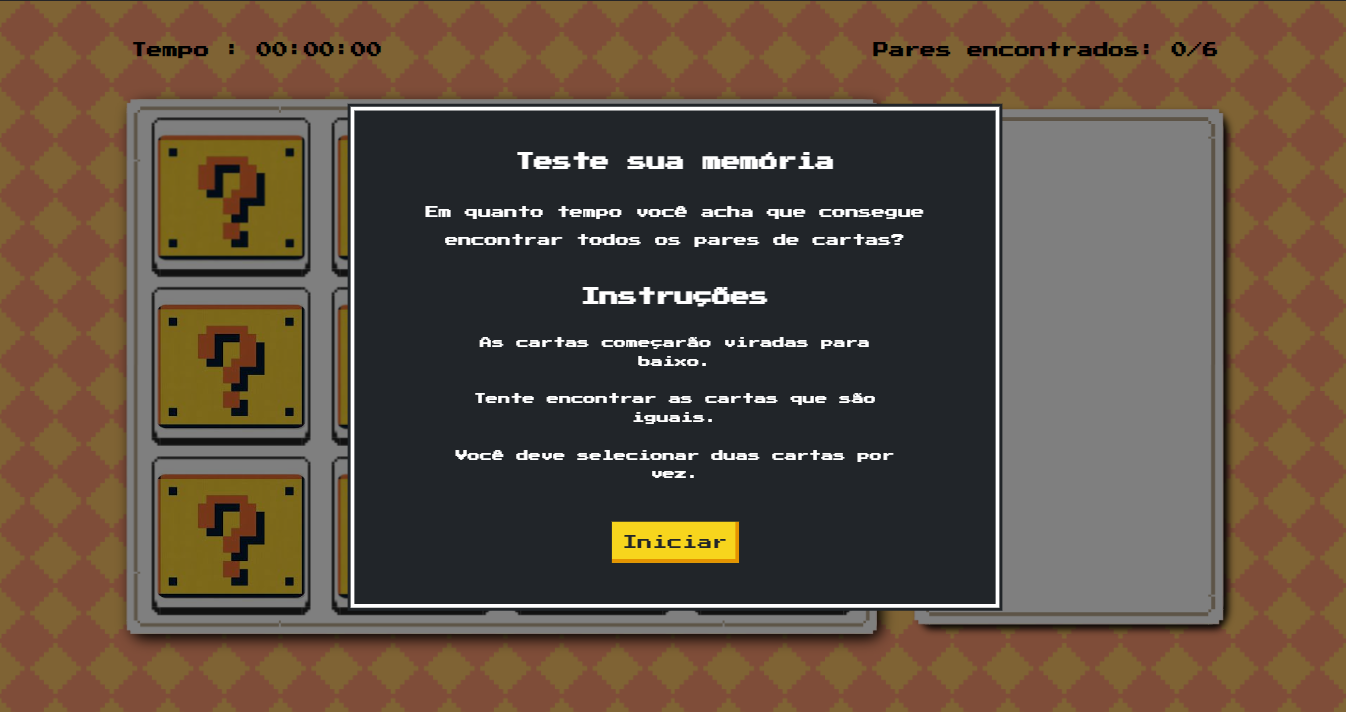 Tempo : 00:00:00
Pares encontrados: 0/6
Teste sua memória
Em quanto tempo você acha que consegue
encontrar todos os pares de cartas?
Instruções
As cartas começarão viradas para
baixo.
Tente encontrar as cartas que são
iguais.
Você deve selecionar duas cartas por
vez.
Iniciar